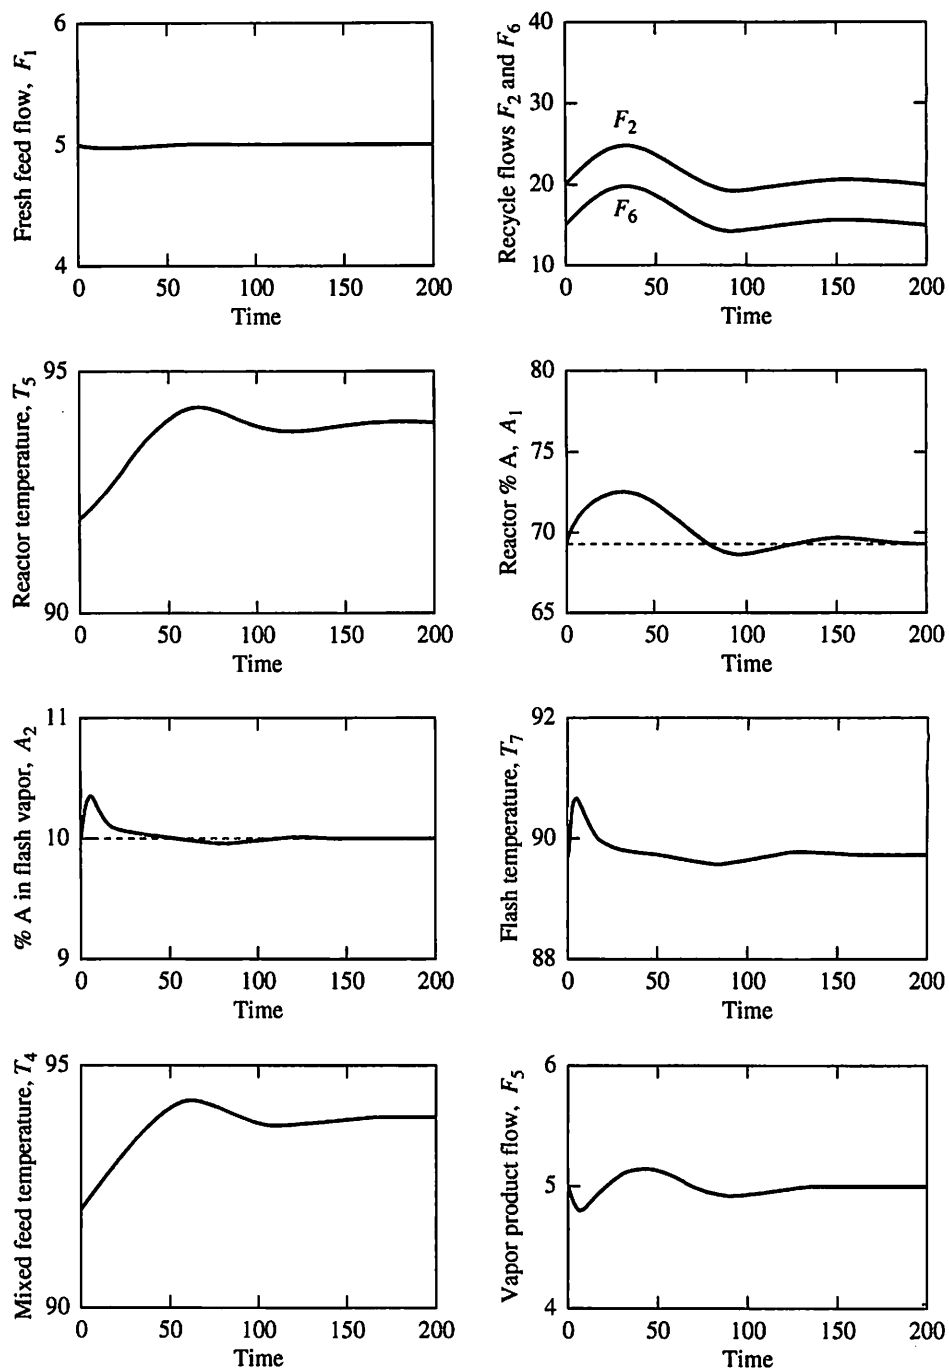 Fresh feed flow, F1
6
5
4
0 50 100 150 200
Time
Recycle flows F2 and F6
40
30
20
10
F2
F6
0 50 100 150 200
Time
Reactor temperature, T5
95
90
0 50 100 150 200
Time
Reactor % A, A1
80
75
70
65
0 50 100 150 200
Time
% A in flash vapor, A2
11
10
9
0 50 100 150 200
Time
Flash temperature, T7
92
90
88
0 50 100 150 200
Time
Mixed feed temperature, T4
95
90
0 50 100 150 200
Time
Vapor product flow, F5
6
5
4
0 50 100 150 200
Time